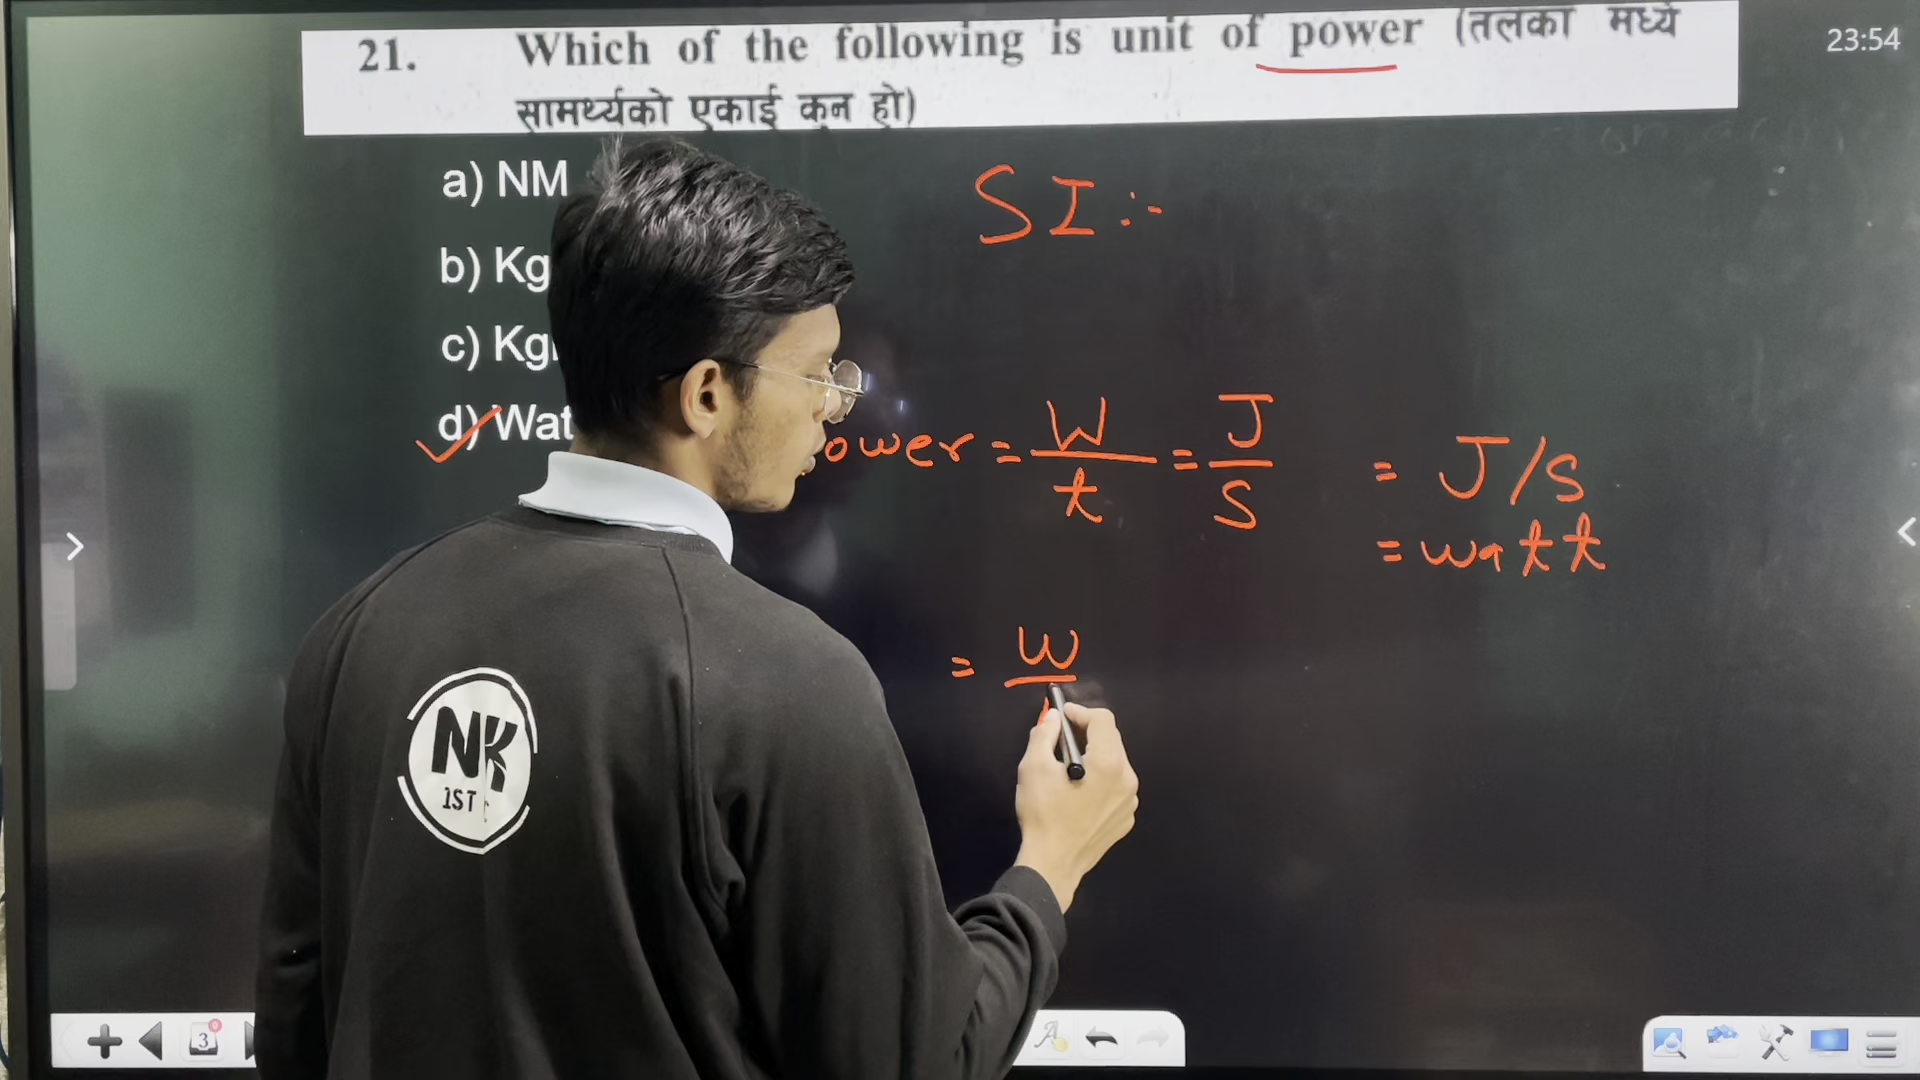 21. Which of the following is unit of power (तलका मध्ये
सामर्थ्यको एकाई कुन हो)
23:54
a) NM
b) Kg
c) Kg
d) Wat
SI :-
ower = W/t = J/S = J/S
= watt
= W
NK
1ST
3